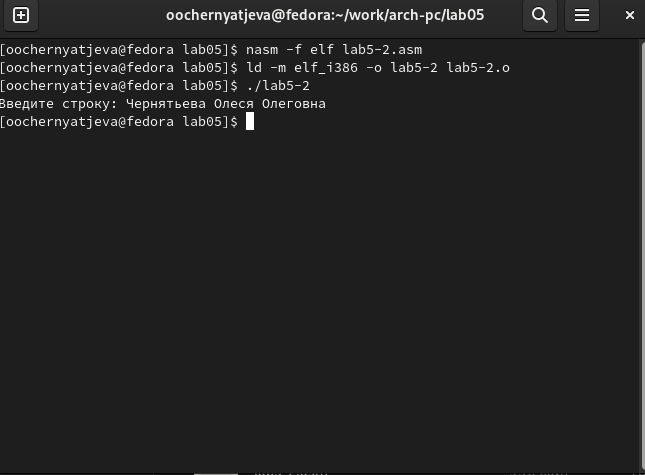 oochernyatjeva@fedora:~/work/arch-pc/lab05
[oochernyatjeva@fedora lab05]$ nasm -f elf lab5-2.asm
[oochernyatjeva@fedora lab05]$ ld -m elf_i386 -o lab5-2 lab5-2.o
[oochernyatjeva@fedora lab05]$ ./lab5-2
Введите строку: Чернятьева Олеся Олеговна
[oochernyatjeva@fedora lab05]$